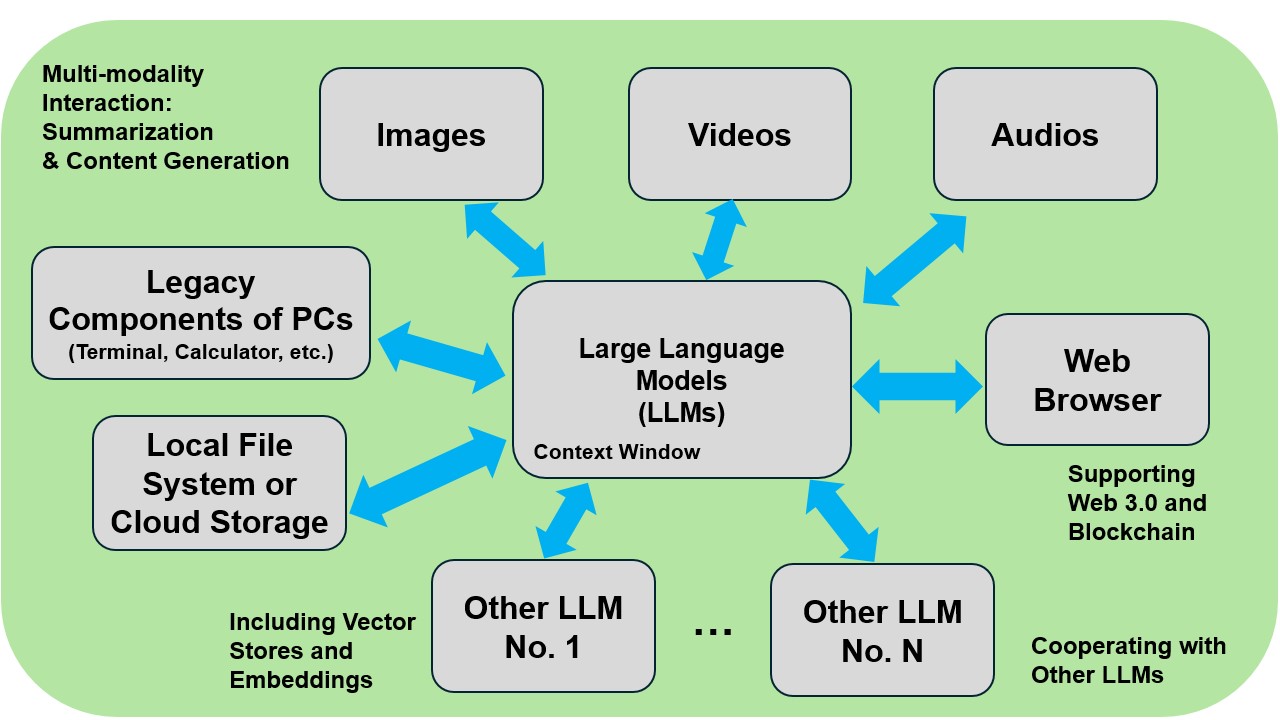 Multi-modality
Interaction:
Summarization
& Content Generation
Images
Videos
Audios
Legacy
Components of PCs
(Terminal, Calculator, etc.)
Large Language
Models
(LLMs)
Context Window
Web
Browser
Local File
System or
Cloud Storage
Supporting
Web 3.0 and
Blockchain
Including Vector
Stores and
Embeddings
Other LLM
No. 1
...
Other LLM
No. N
Cooperating with
Other LLMs